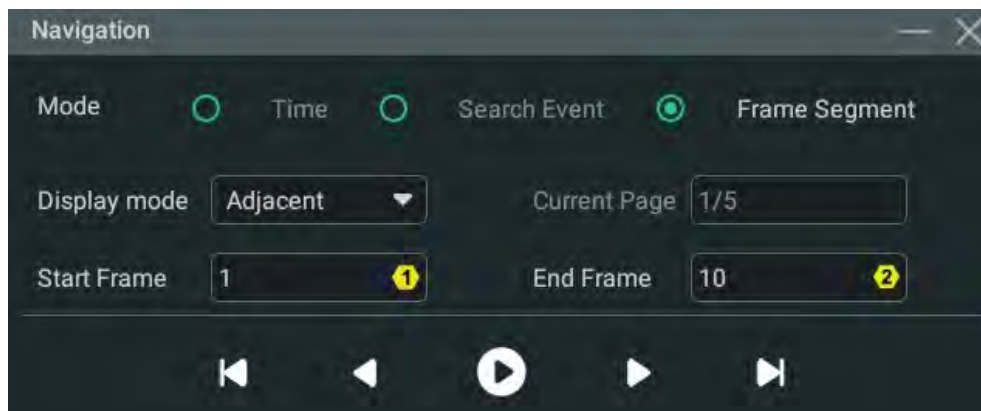 Navigation
Mode Time Search Event Frame Segment
Display mode Adjacent Current Page 1/5
Start Frame 1 1 End Frame 10 2